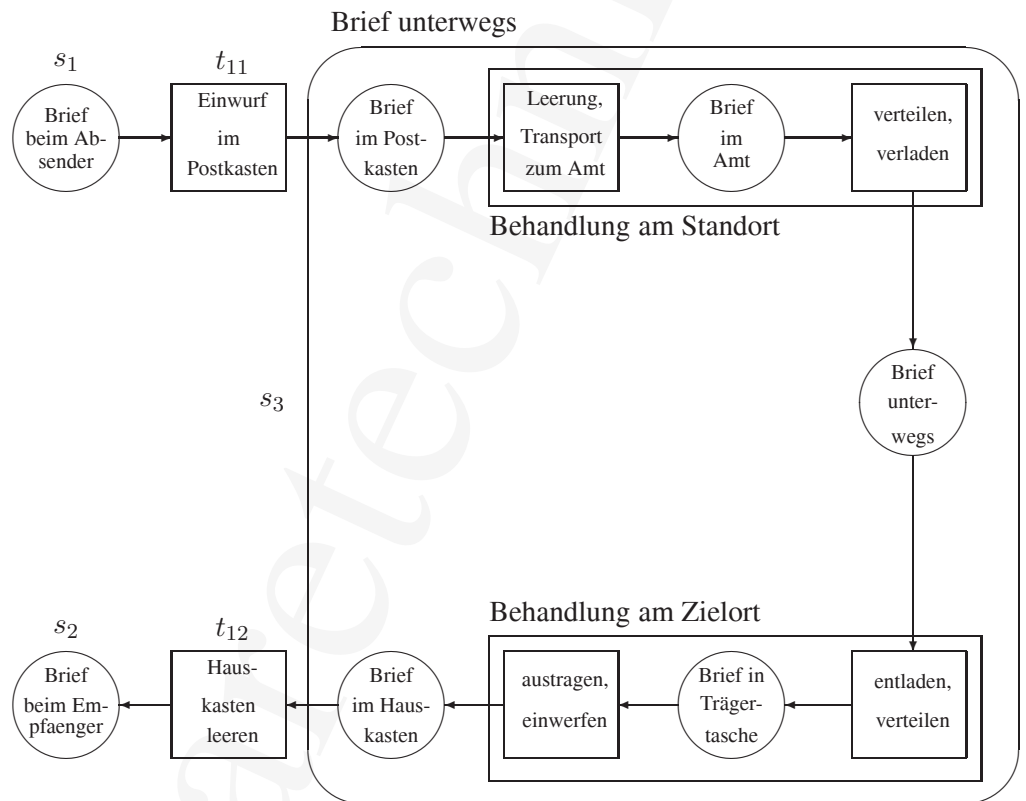 Brief unterwegs
s1
t11
Brief
beim Ab-
sender
Einwurf
im
Postkasten
Brief
im Post-
kasten
Leerung,
Transport
zum Amt
Brief
im
Amt
verteilen,
verladen
Behandlung am Standort
s3
Brief
unter-
wegs
Behandlung am Zielort
s2
t12
Brief
beim Em-
pfaenger
Haus-
kasten
leeren
Brief
im Haus-
kasten
austragen,
einwerfen
Brief in
Träger-
tasche
entladen,
verteilen